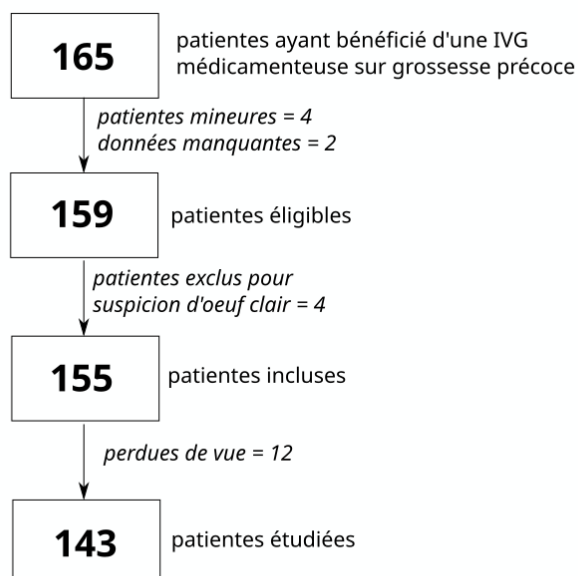 165
patientes ayant bénéficié d'une IVG
médicamenteuse sur grossesse précoce
patientes mineures = 4
données manquantes = 2
159
patientes éligibles
patientes exclus pour
suspicion d'oeuf clair = 4
155
patientes incluses
perdues de vue = 12
143
patientes étudiées